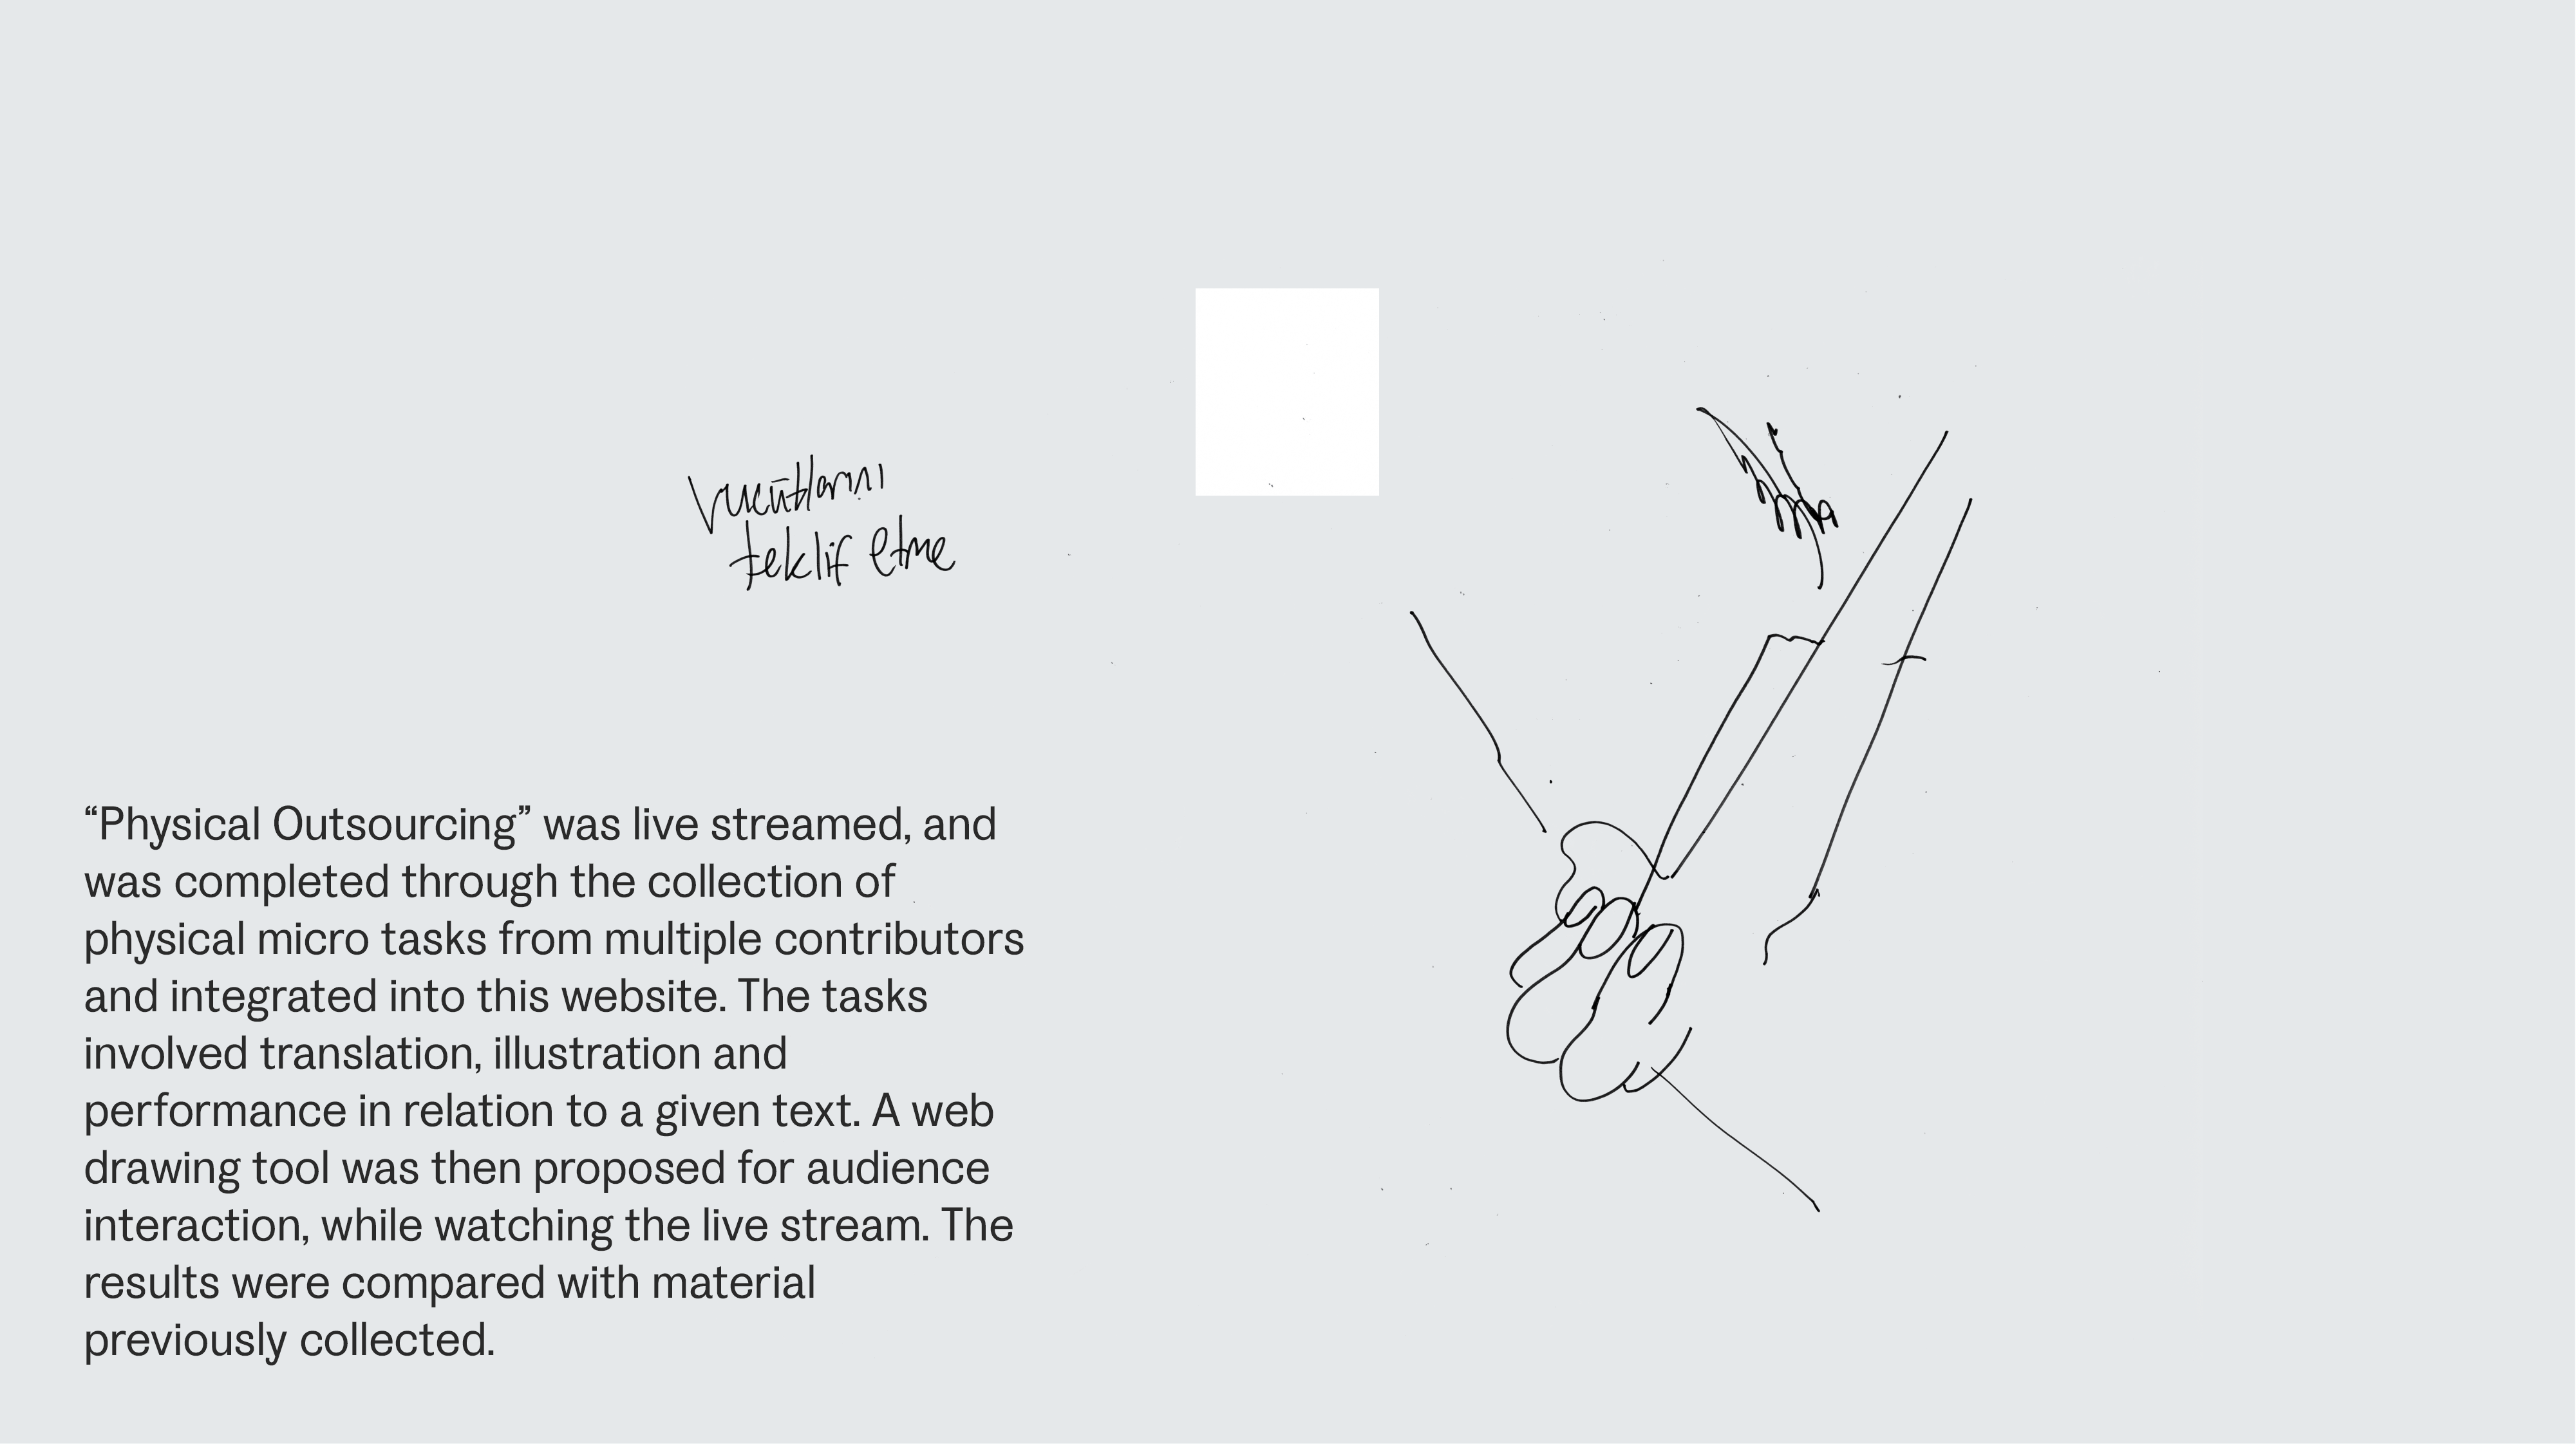 vücutlarını
teklif etme
“Physical Outsourcing” was live streamed, and
was completed through the collection of
physical micro tasks from multiple contributors
and integrated into this website. The tasks
involved translation, illustration and
performance in relation to a given text. A web
drawing tool was then proposed for audience
interaction, while watching the live stream. The
results were compared with material
previously collected.